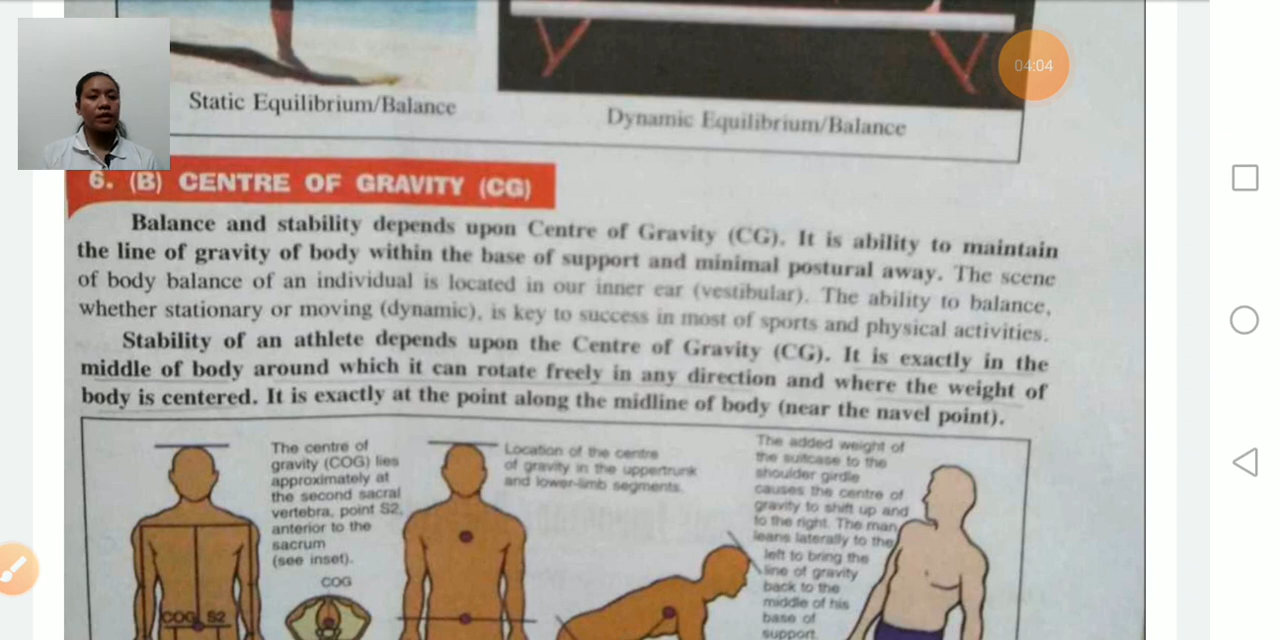 04:04
Static Equilibrium/Balance
Dynamic Equilibrium/Balance
6. (B) CENTRE OF GRAVITY (CG)
Balance and stability depends upon Centre of Gravity (CG). It is ability to maintain
the line of gravity of body within the base of support and minimal postural away. The scene
of body balance of an individual is located in our inner ear (vestibular). The ability to balance,
whether stationary or moving (dynamic), is key to success in most of sports and physical activities.
Stability of an athlete depends upon the Centre of Gravity (CG). It is exactly in the
middle of body around which it can rotate freely in any direction and where the weight of
body is centered. It is exactly at the point along the midline of body (near the navel point).
The centre of
gravity (COG) lies
approximately at
the second sacral
vertebra, point S2,
anterior to the
sacrum
(see inset).
COG
COG S2
Location of the centre
of gravity in the uppertrunk
and lower-limb segments.
The added weight of
the suitcase to the
shoulder girdle
causes the centre of
gravity to shift up and
to the right. The man
leans laterally to the
left to bring the
line of gravity
back to the
middle of his
base of
support.